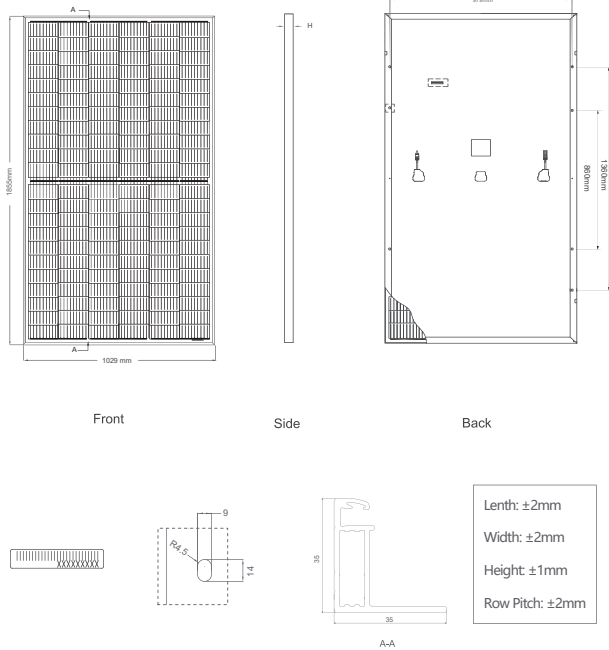 A
H
1855mm
860mm
1360mm
A
1029 mm
Front
Side
Back
9
R4.5
14
35
35
A-A
Lenth: ±2mm
Width: ±2mm
Height: ±1mm
Row Pitch: ±2mm